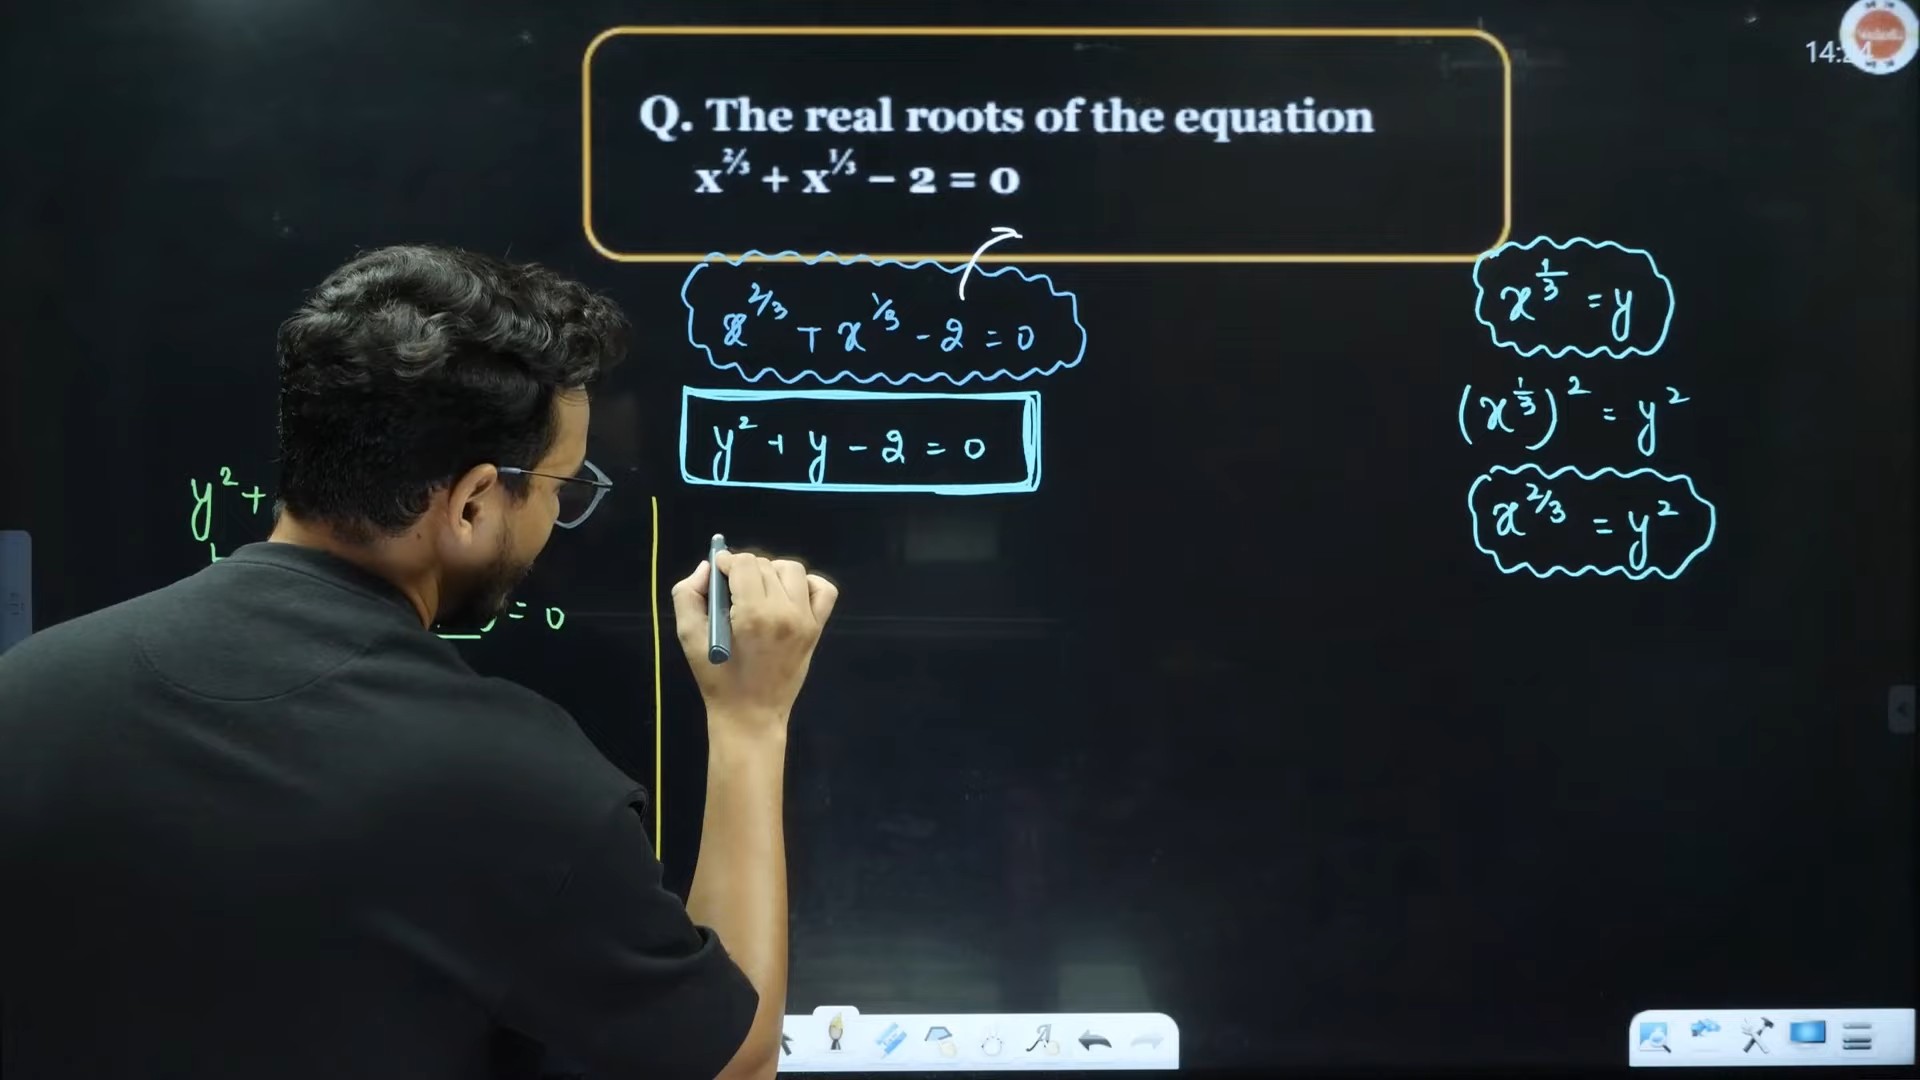 Q. The real roots of the equation
x^{2/3} + x^{1/3} – 2 = 0
x^{2/3} + x^{1/3} - 2 = 0
y² + y - 2 = 0
y² +
= 0
x^{1/3} = y
(x^{1/3})² = y²
x^{2/3} = y²